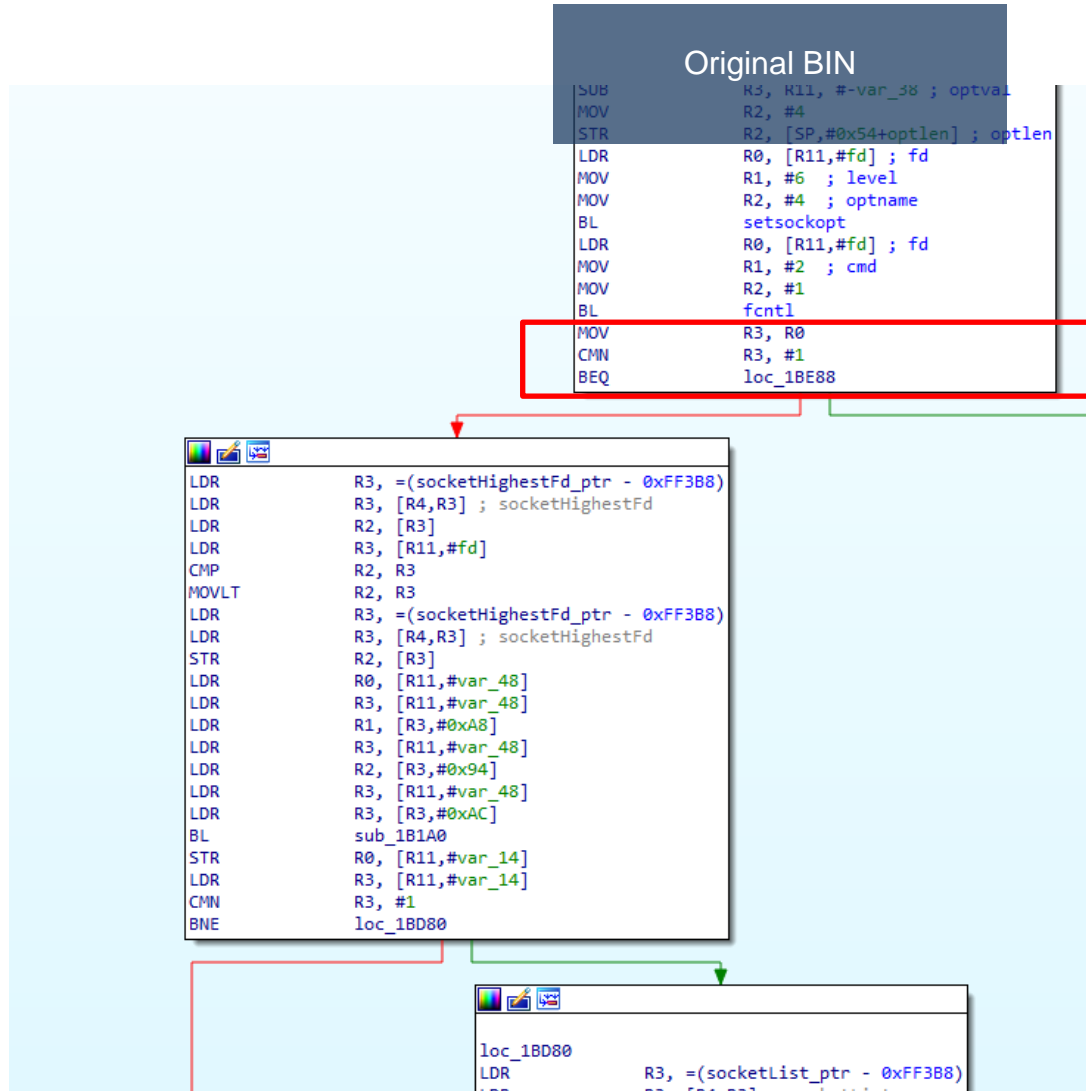 Original BIN
SUB R3, R11, #-var_38 ; optval
MOV R2, #4
STR R2, [SP,#0x54+optlen] ; optlen
LDR R0, [R11,#fd] ; fd
MOV R1, #6 ; level
MOV R2, #4 ; optname
BL setsockopt
LDR R0, [R11,#fd] ; fd
MOV R1, #2 ; cmd
MOV R2, #1
BL fcntl
MOV R3, R0
CMN R3, #1
BEQ loc_1BE88
LDR R3, =(socketHighestFd_ptr - 0xFF3B8)
LDR R3, [R4,R3] ; socketHighestFd
LDR R2, [R3]
LDR R3, [R11,#fd]
CMP R2, R3
MOVLT R2, R3
LDR R3, =(socketHighestFd_ptr - 0xFF3B8)
LDR R3, [R4,R3] ; socketHighestFd
STR R2, [R3]
LDR R0, [R11,#var_48]
LDR R3, [R11,#var_48]
LDR R1, [R3,#0xA8]
LDR R3, [R11,#var_48]
LDR R2, [R3,#0x94]
LDR R3, [R11,#var_48]
LDR R3, [R3,#0xAC]
BL sub_1B1A0
STR R0, [R11,#var_14]
LDR R3, [R11,#var_14]
CMN R3, #1
BNE loc_1BD80
loc_1BD80
LDR R3, =(socketList_ptr - 0xFF3B8)